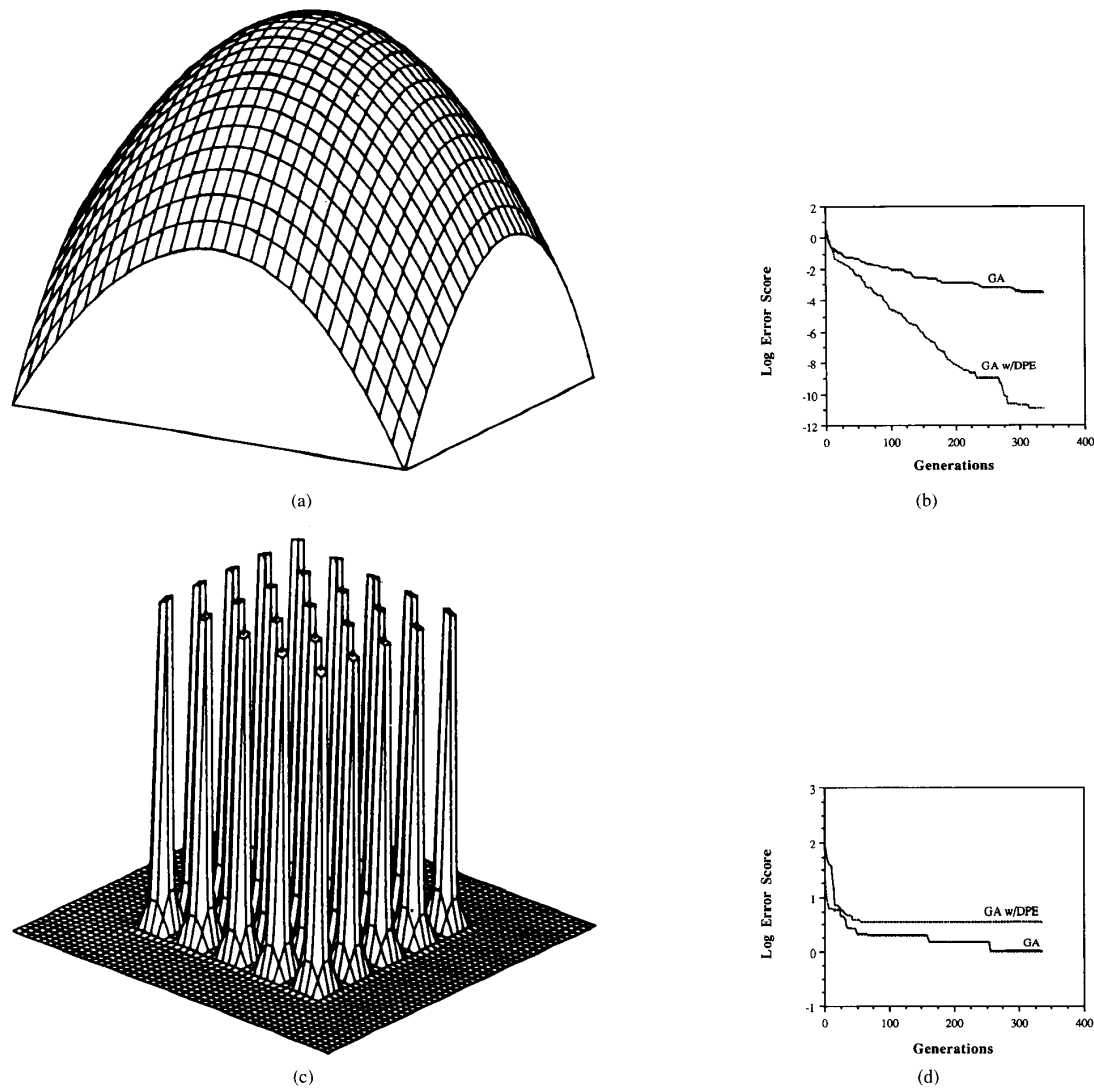 2
0
-2
-4
-6
-8
-10
-12
Log Error Score
GA
GA w/DPE
0 100 200 300 400
Generations
(a)
(b)
3
2
1
0
-1
Log Error Score
GA w/DPE
GA
0 100 200 300 400
Generations
(c)
(d)